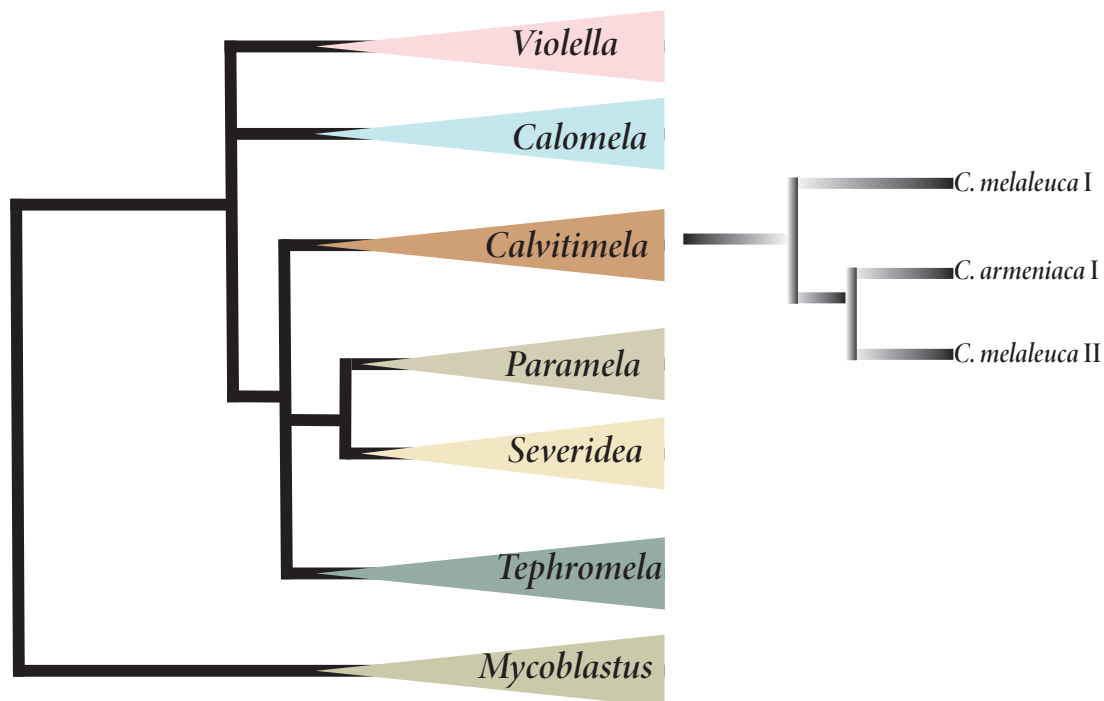 Violella
Calomela
Calvitimela
Paramela
Severidea
Tephromela
Mycoblastus
C. melaleuca I
C. armeniaca I
C. melaleuca II